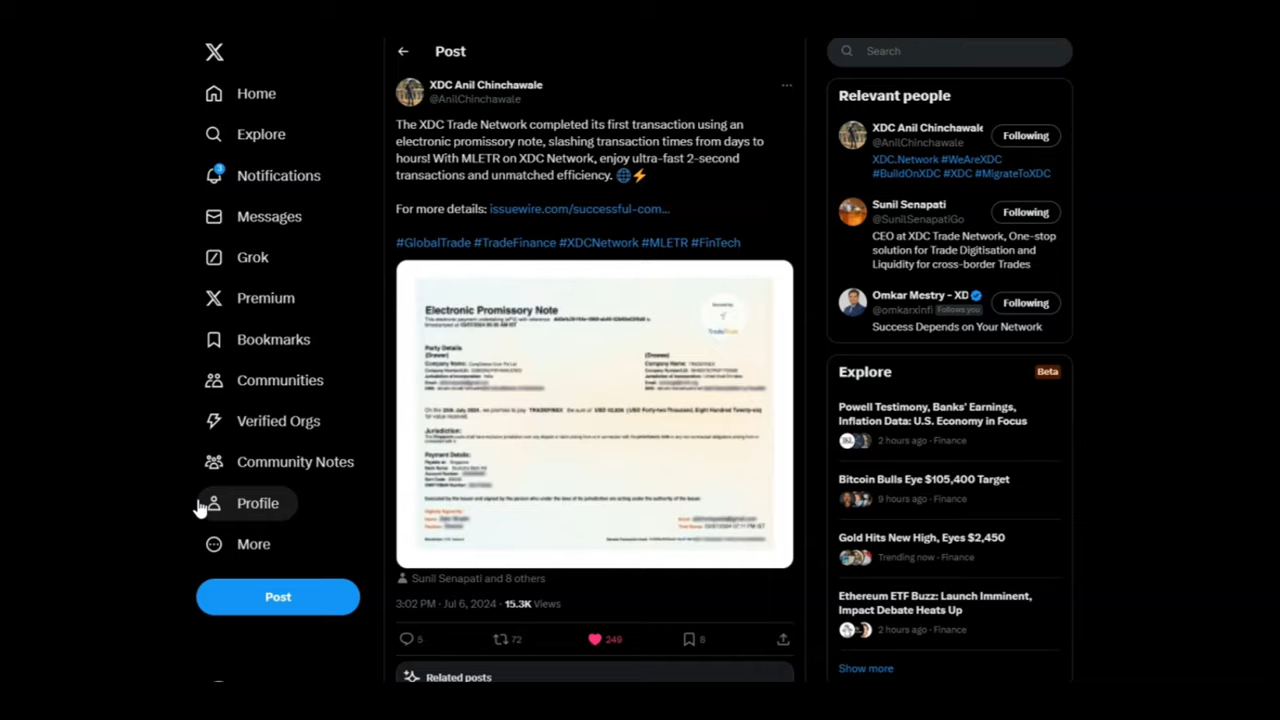 Home
Explore
Notifications
3
Messages
Grok
Premium
Bookmarks
Communities
Verified Orgs
Community Notes
Profile
More
Post
Post
XDC Anil Chinchawale
@AnilChinchawale
The XDC Trade Network completed its first transaction using an
electronic promissory note, slashing transaction times from days to
hours! With MLETR on XDC Network, enjoy ultra-fast 2-second
transactions and unmatched efficiency. 🌐⚡
For more details: issuewire.com/successful-com...
#GlobalTrade #TradeFinance #XDCNetwork #MLETR #FinTech
Electronic Promissory Note
Party Details
(Drawer)
(Drawee)
Jurisdiction:
Payment Details:
Sunil Senapati and 8 others
3:02 PM · Jul 6, 2024 · 15.3K Views
5
72
249
8
Related posts
Search
Relevant people
XDC Anil Chinchawale
@AnilChinchawale
Following
XDC.Network #WeAreXDC
#BuildOnXDC #XDC #MigrateToXDC
Sunil Senapati
@SunilSenapatiGo
Following
CEO at XDC Trade Network, One-stop
solution for Trade Digitisation and
Liquidity for cross-border Trades
Omkar Mestry - XD
@omkarxinfi Follows you
Following
Success Depends on Your Network
Explore
Beta
Powell Testimony, Banks' Earnings,
Inflation Data: U.S. Economy in Focus
2 hours ago · Finance
Bitcoin Bulls Eye $105,400 Target
9 hours ago · Finance
Gold Hits New High, Eyes $2,450
Trending now · Finance
Ethereum ETF Buzz: Launch Imminent,
Impact Debate Heats Up
2 hours ago · Finance
Show more